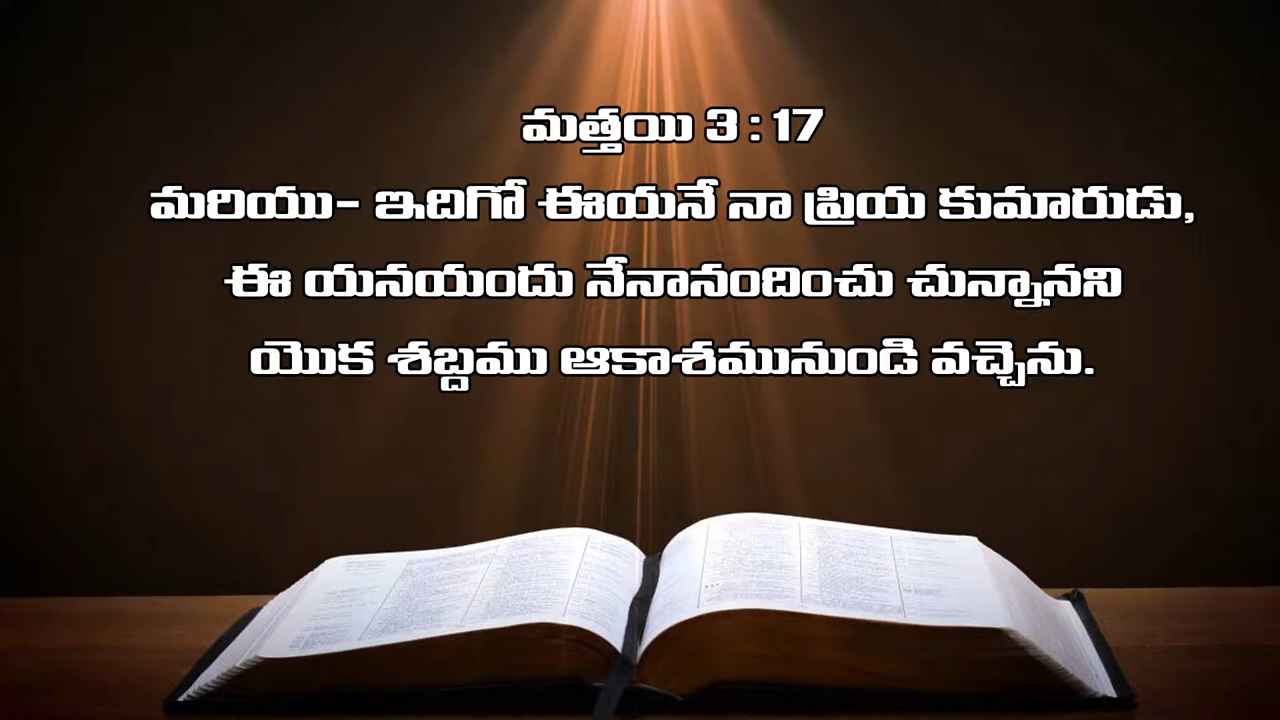 మత్తయి 3 : 17
మరియు- ఇదిగో ఈయనే నా ప్రియ కుమారుడు,
ఈ యనయందు నేనానందించు చున్నానని
యొక శబ్దము ఆకాశమునుండి వచ్చెను.